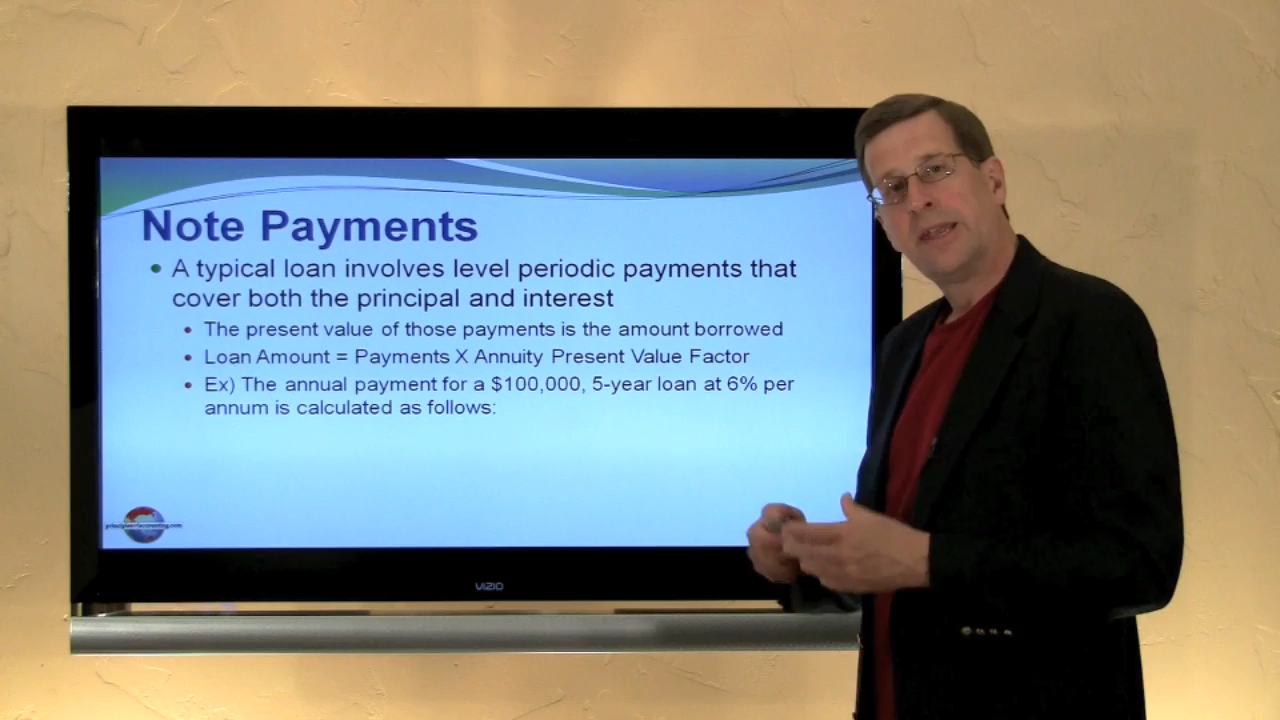 Note Payments
• A typical loan involves level periodic payments that
cover both the principal and interest
• The present value of those payments is the amount borrowed
• Loan Amount = Payments X Annuity Present Value Factor
• Ex) The annual payment for a $100,000, 5-year loan at 6% per
annum is calculated as follows:
principlesofaccounting.com
VIZIO